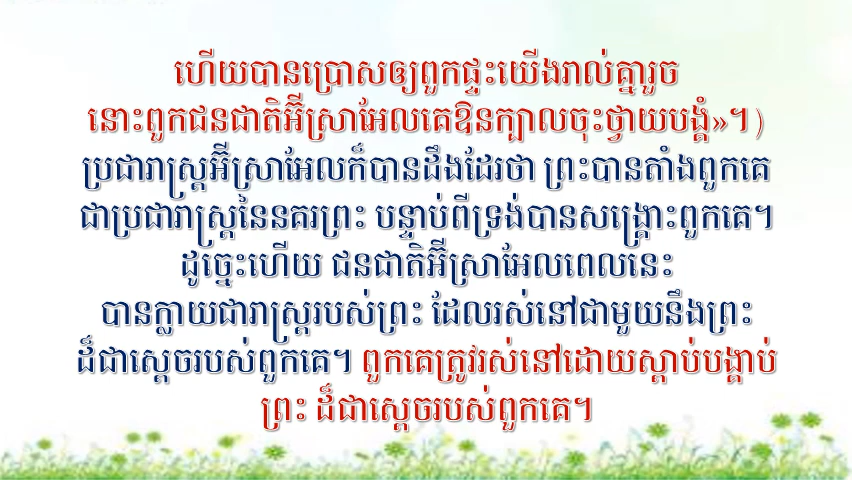 ហើយបានប្រោសឲ្យពួកផ្ទះយើងរាល់គ្នារួច
នោះពួកជនជាតិអ៊ីស្រាអែលគេឱនក្បាលចុះថ្វាយបង្គំ»។)
ប្រជារាស្ត្រអ៊ីស្រាអែលក៏បានដឹងដែរថា ព្រះបានតាំងពួកគេ
ជាប្រជារាស្ត្រនៃនគរព្រះ បន្ទាប់ពីទ្រង់បានសង្គ្រោះពួកគេ។
ដូច្នេះហើយ ជនជាតិអ៊ីស្រាអែលពេលនេះ
បានក្លាយជារាស្ត្ររបស់ព្រះ ដែលរស់នៅជាមួយនឹងព្រះ
ដ៏ជាស្តេចរបស់ពួកគេ។ ពួកគេត្រូវរស់នៅដោយស្តាប់បង្គាប់
ព្រះ ដ៏ជាស្តេចរបស់ពួកគេ។